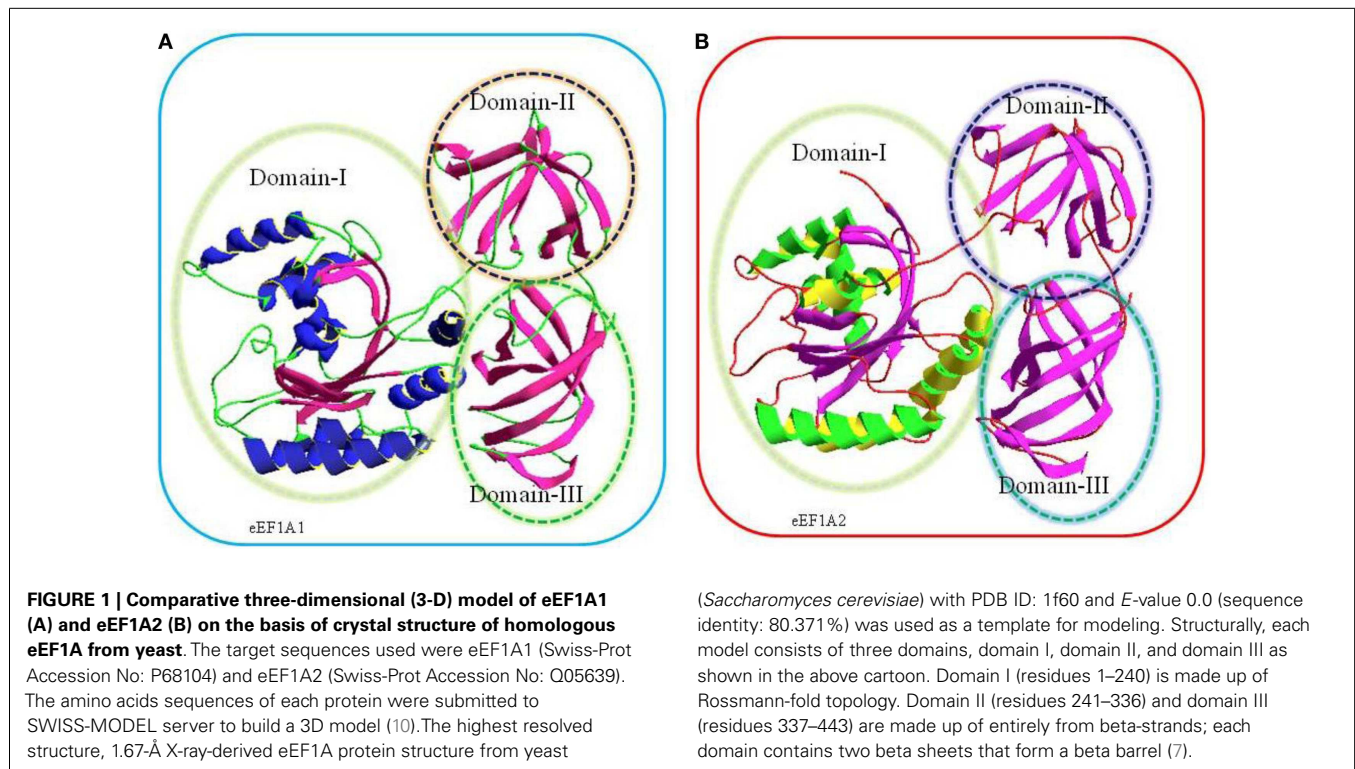 A
Domain-II
Domain-I
Domain-III
eEF1A1
B
Domain-II
Domain-I
Domain-III
eEF1A2
FIGURE 1 | Comparative three-dimensional (3-D) model of eEF1A1
(A) and eEF1A2 (B) on the basis of crystal structure of homologous
eEF1A from yeast. The target sequences used were eEF1A1 (Swiss-Prot
Accession No: P68104) and eEF1A2 (Swiss-Prot Accession No: Q05639).
The amino acids sequences of each protein were submitted to
SWISS-MODEL server to build a 3D model (10).The highest resolved
structure, 1.67-Å X-ray-derived eEF1A protein structure from yeast
(Saccharomyces cerevisiae) with PDB ID: 1f60 and E-value 0.0 (sequence
identity: 80.371%) was used as a template for modeling. Structurally, each
model consists of three domains, domain I, domain II, and domain III as
shown in the above cartoon. Domain I (residues 1–240) is made up of
Rossmann-fold topology. Domain II (residues 241–336) and domain III
(residues 337–443) are made up of entirely from beta-strands; each
domain contains two beta sheets that form a beta barrel (7).